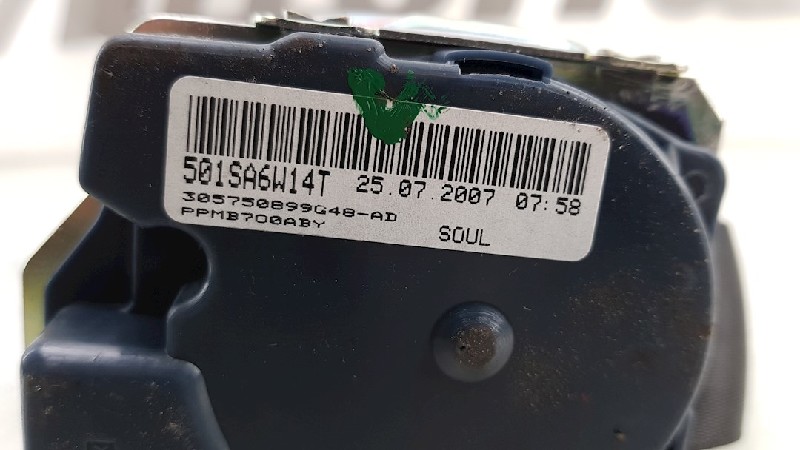 501SA6W14T 25.07.2007 07:58
305750899G48-AD
PPMB700ABY SOUL